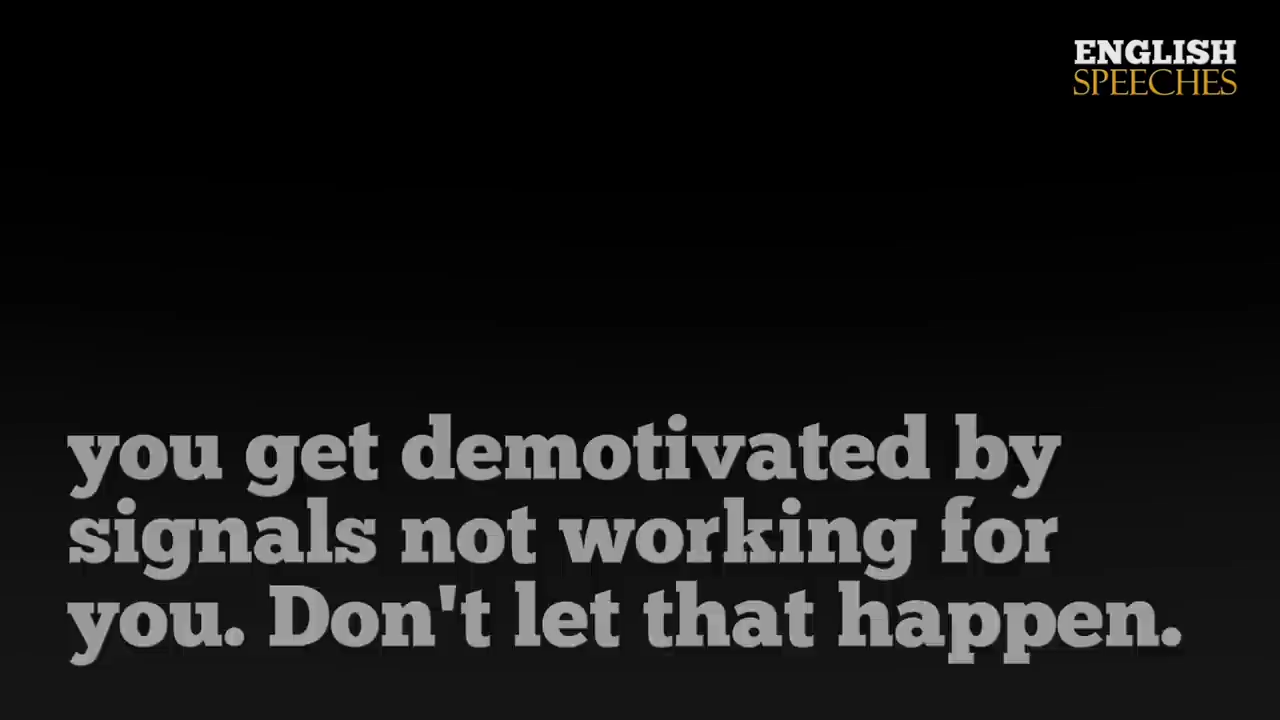 ENGLISH
SPEECHES
you get demotivated by
signals not working for
you. Don't let that happen.